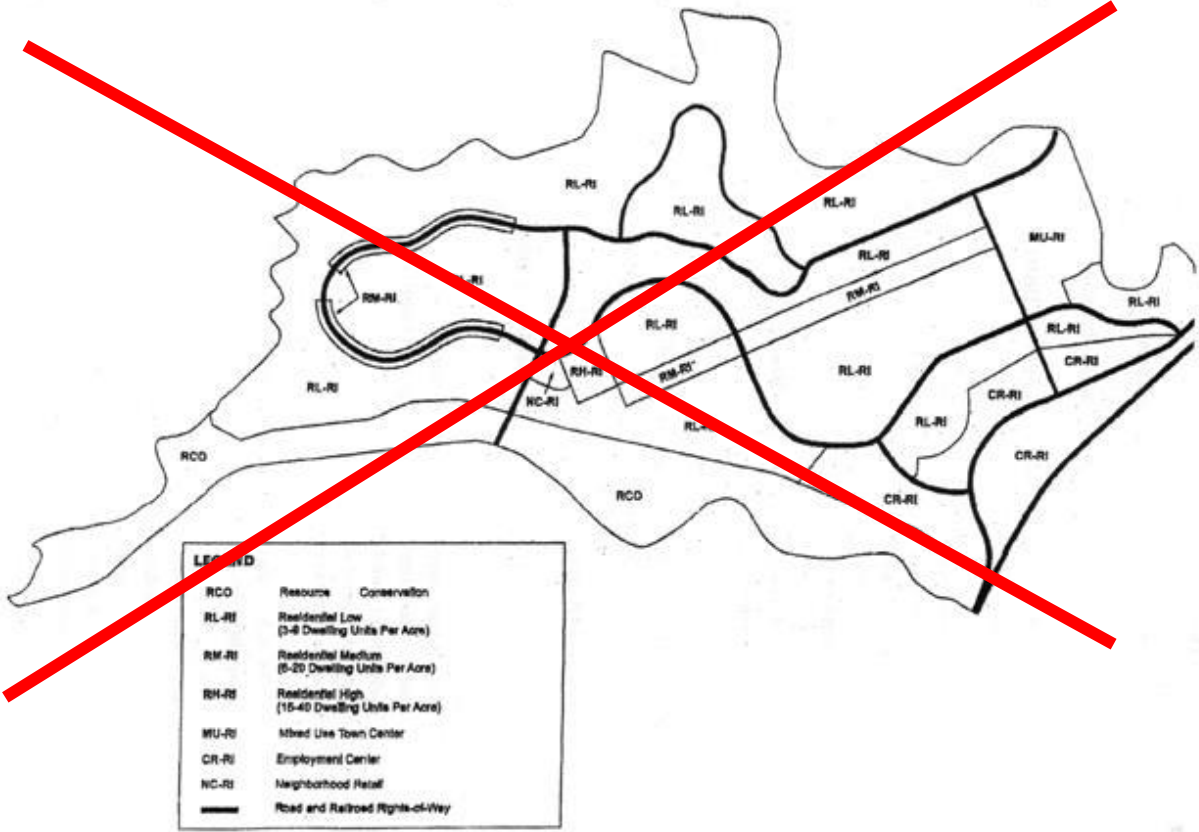 RL-RI
RL-RI
RL-RI
MU-RI
RL-RI
RM-RI
RM-RI
RL-RI
RL-RI
RL-RI
CR-RI
RL-RI
RH-RI
RM-RI
RL-RI
CR-RI
NC-RI
RL-RI
RL-RI
CR-RI
RCO
RCO
CR-RI
LEGEND
RCO Resource Conservation
RL-RI Residential Low
(3-8 Dwelling Units Per Acre)
RM-RI Residential Medium
(6-20 Dwelling Units Per Acre)
RH-RI Residential High
(15-40 Dwelling Units Per Acre)
MU-RI Mixed Use Town Center
CR-RI Employment Center
NC-RI Neighborhood Retail
Road and Railroad Rights-of-Way